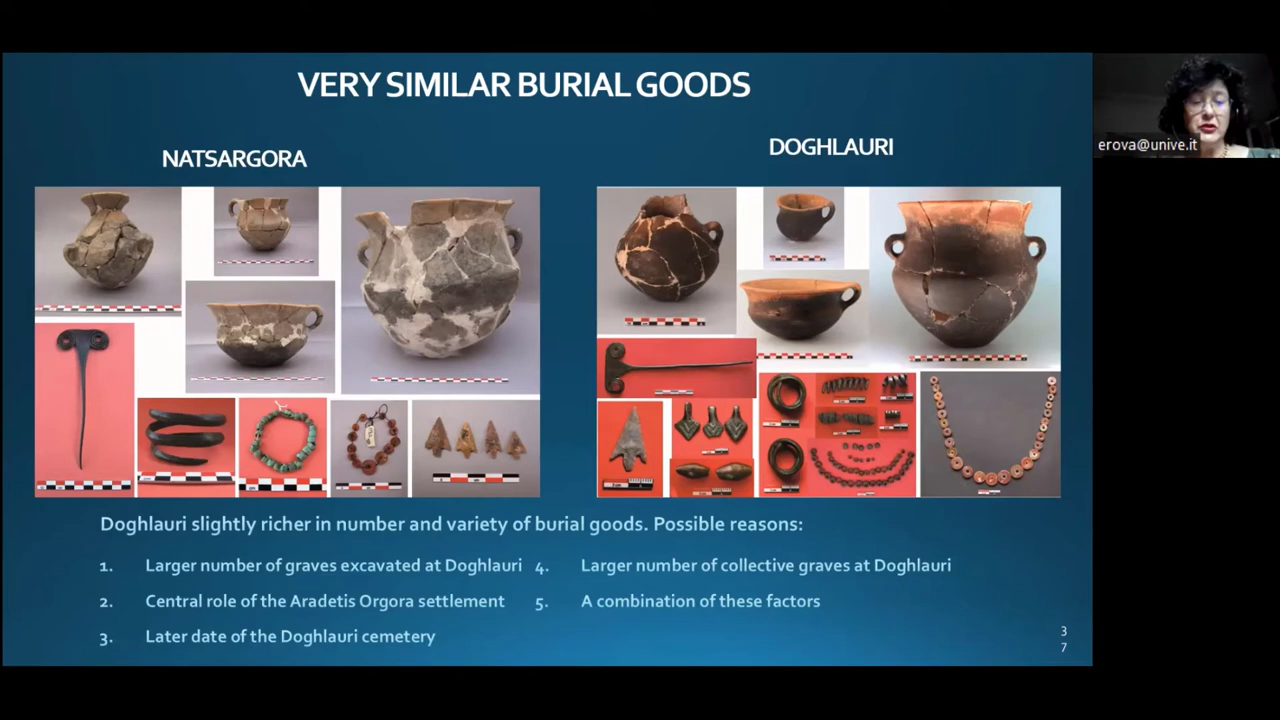 VERY SIMILAR BURIAL GOODS
NATSARGORA
DOGHLAURI
erova@unive.it
Doghlauri slightly richer in number and variety of burial goods. Possible reasons:
1. Larger number of graves excavated at Doghlauri
2. Central role of the Aradetis Orgora settlement
3. Later date of the Doghlauri cemetery
4. Larger number of collective graves at Doghlauri
5. A combination of these factors
3
7